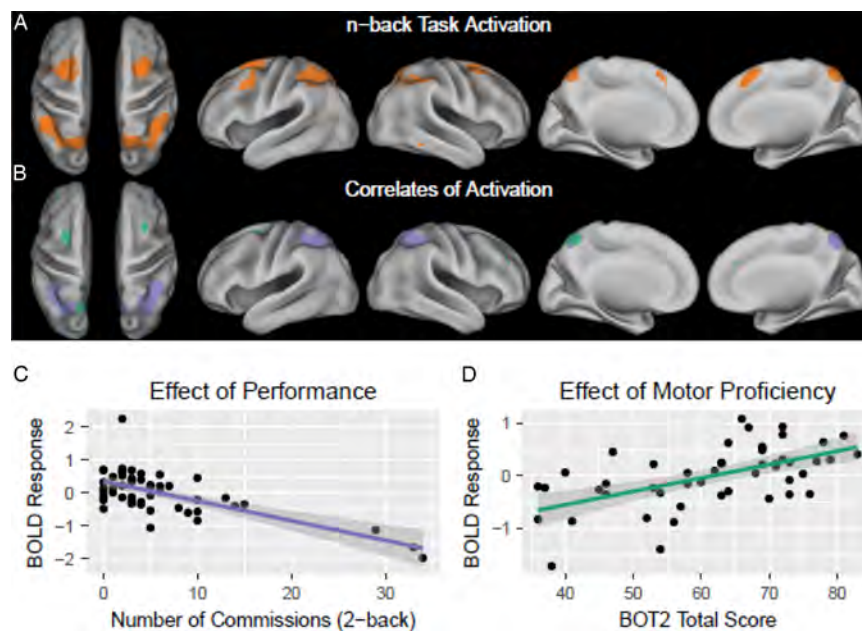 A
n-back Task Activation
B
Correlates of Activation
C
Effect of Performance
BOLD Response
2
1
0
−1
−2
0
10
20
30
Number of Commissions (2-back)
D
Effect of Motor Proficiency
BOLD Response
1
0
−1
40
50
60
70
80
BOT2 Total Score